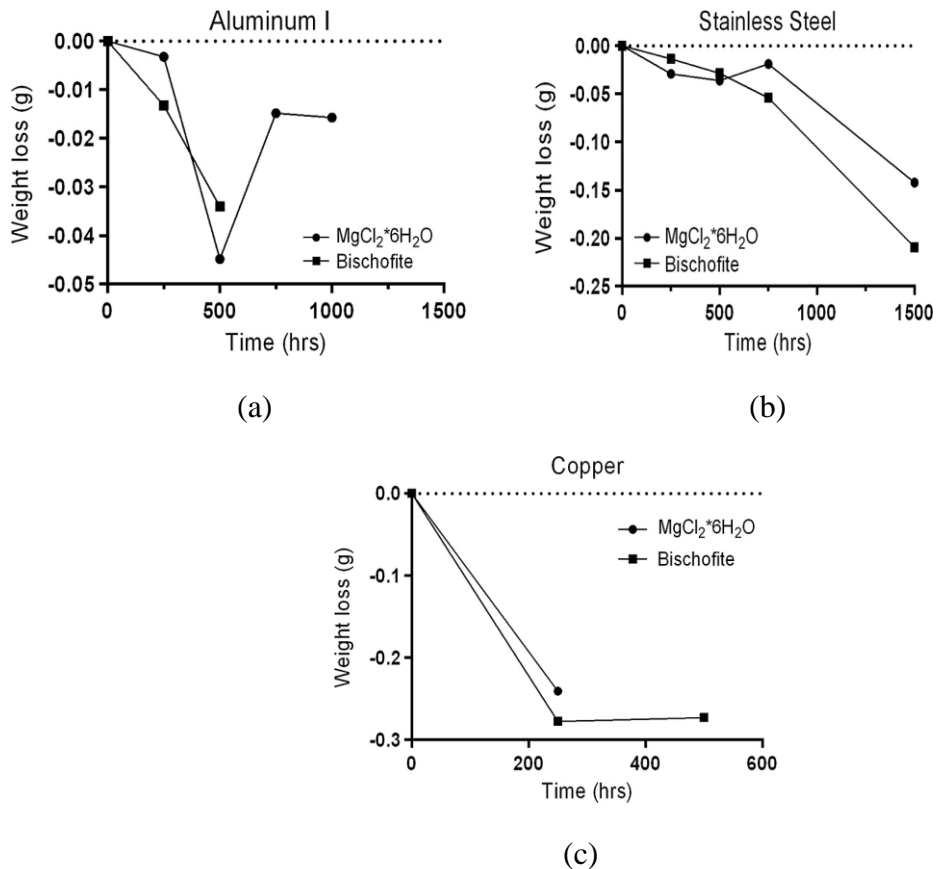 Aluminum I
0.00
-0.01
-0.02
-0.03
-0.04
-0.05
Weight loss (g)
MgCl₂*6H₂O
Bischofite
0 500 1000 1500
Time (hrs)
(a)
Stainless Steel
0.00
-0.05
-0.10
-0.15
-0.20
-0.25
Weight loss (g)
MgCl₂*6H₂O
Bischofite
0 500 1000 1500
Time (hrs)
(b)
Copper
0.0
-0.1
-0.2
-0.3
Weight loss (g)
MgCl₂*6H₂O
Bischofite
0 200 400 600
Time (hrs)
(c)